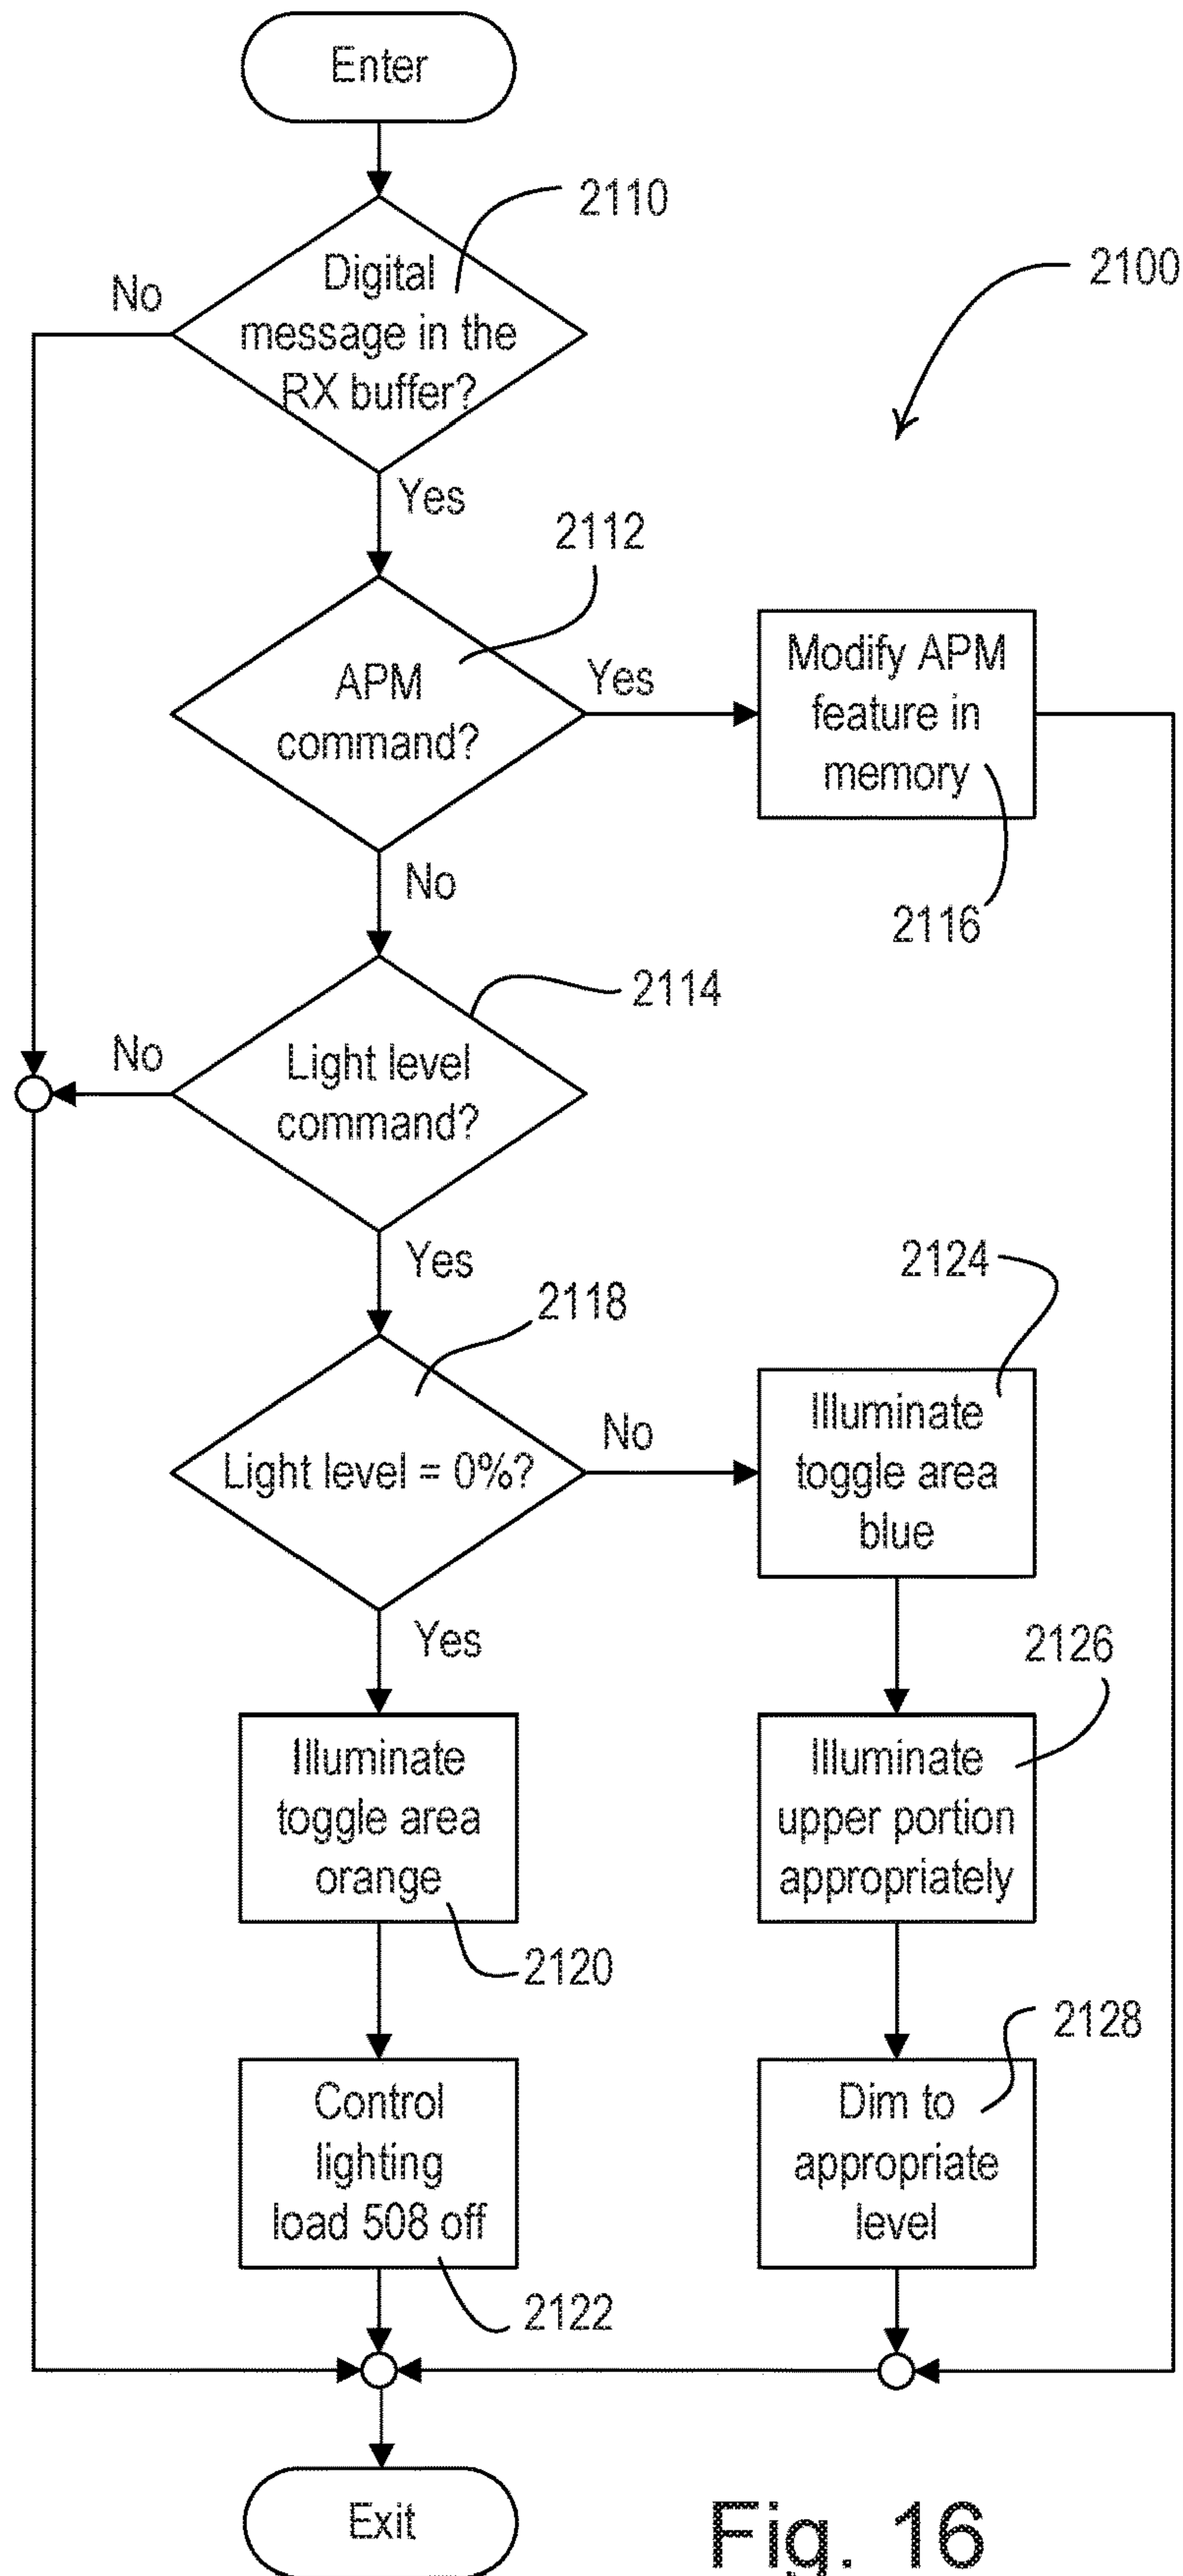 Enter
2110
Digital
message in the
RX buffer?
No
2100
Yes
2112
APM
command?
Yes
Modify APM
feature in
memory
2116
No
2114
Light level
command?
No
Yes
2124
2118
Light level = 0%?
No
Illuminate
toggle area
blue
Yes
2126
Illuminate
toggle area
orange
2120
Illuminate
upper portion
appropriately
2128
Control
lighting
load 508 off
2122
Dim to
appropriate
level
Exit
Fig. 16